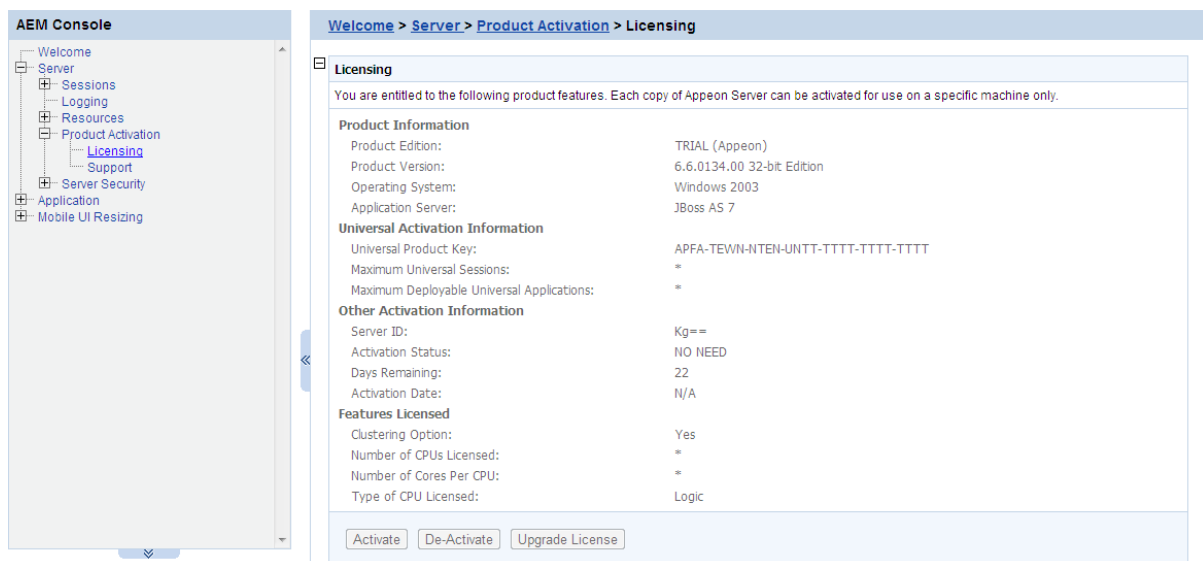 AEM Console
Welcome
Server
Sessions
Logging
Resources
Product Activation
Licensing
Support
Server Security
Application
Mobile UI Resizing
Welcome > Server > Product Activation > Licensing
Licensing
You are entitled to the following product features. Each copy of Appeon Server can be activated for use on a specific machine only.
Product Information
Product Edition: TRIAL (Appeon)
Product Version: 6.6.0134.00 32-bit Edition
Operating System: Windows 2003
Application Server: JBoss AS 7
Universal Activation Information
Universal Product Key: APFA-TEWN-NTEN-UNTT-TTTT-TTTT-TTTT
Maximum Universal Sessions: *
Maximum Deployable Universal Applications: *
Other Activation Information
Server ID: Kg==
Activation Status: NO NEED
Days Remaining: 22
Activation Date: N/A
Features Licensed
Clustering Option: Yes
Number of CPUs Licensed: *
Number of Cores Per CPU: *
Type of CPU Licensed: Logic
Activate De-Activate Upgrade License